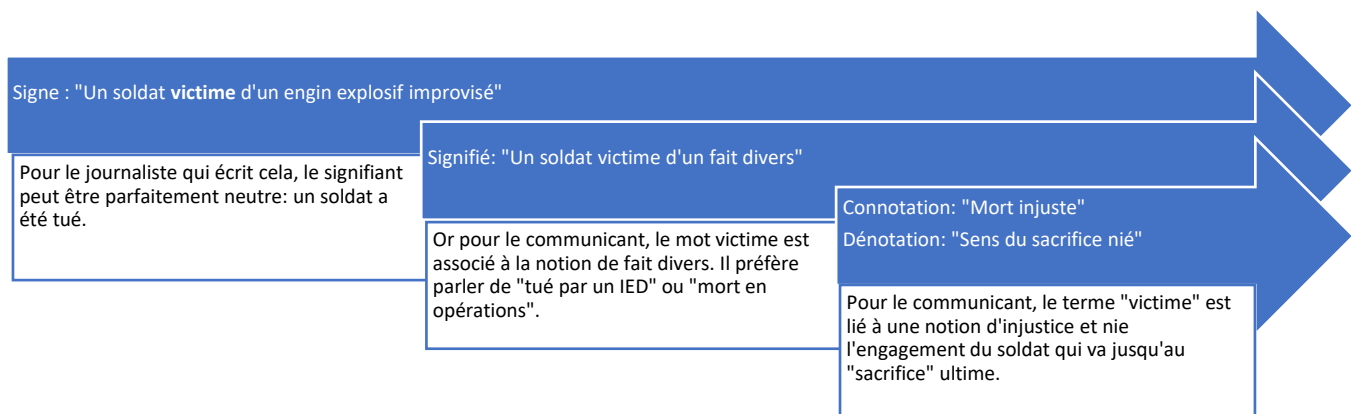 Signe : "Un soldat victime d'un engin explosif improvisé"
Pour le journaliste qui écrit cela, le signifiant
peut être parfaitement neutre: un soldat a
été tué.
Signifié: "Un soldat victime d'un fait divers"
Or pour le communicant, le mot victime est
associé à la notion de fait divers. Il préfère
parler de "tué par un IED" ou "mort en
opérations".
Connotation: "Mort injuste"
Dénotation: "Sens du sacrifice nié"
Pour le communicant, le terme "victime" est
lié à une notion d'injustice et nie
l'engagement du soldat qui va jusqu'au
"sacrifice" ultime.